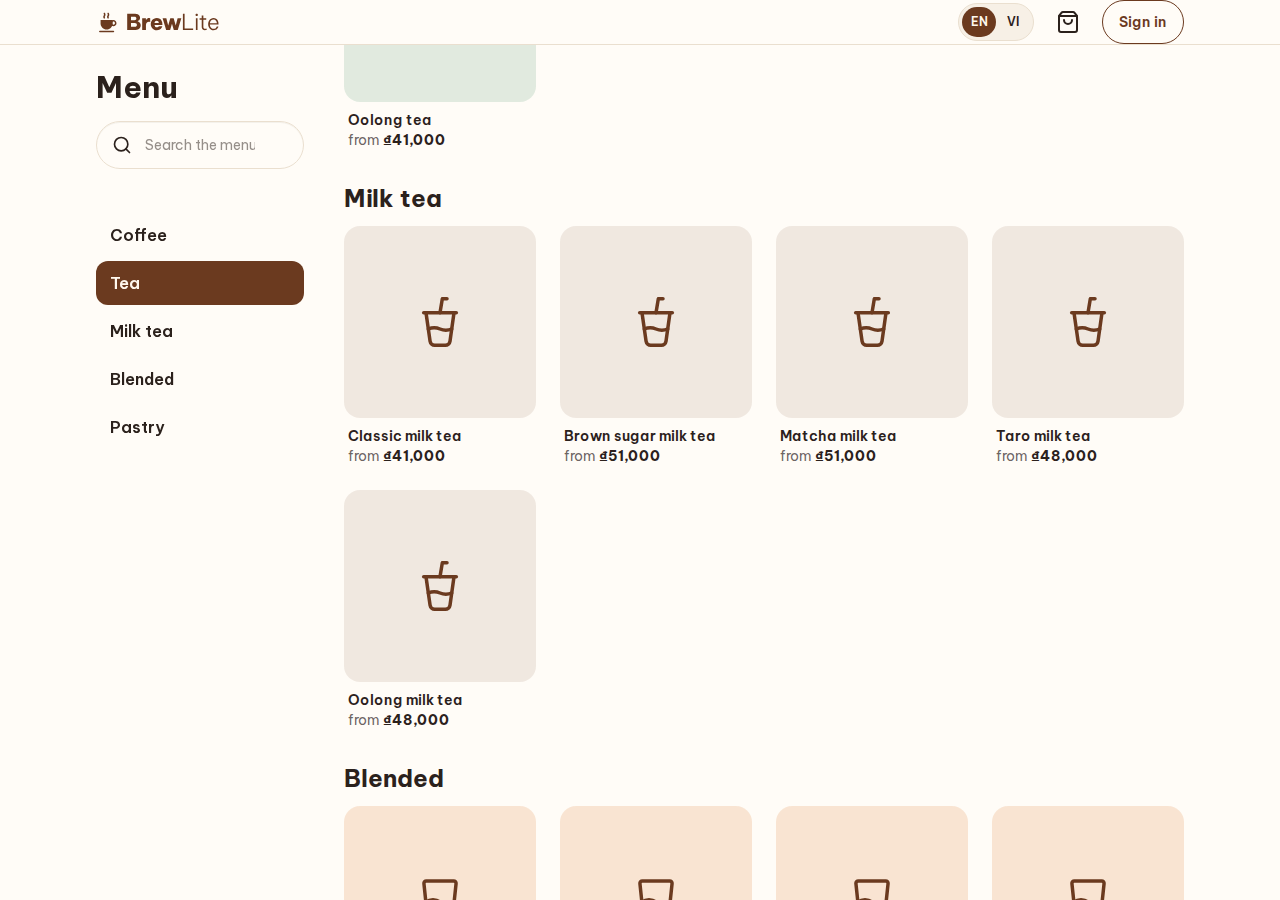 BrewLite
EN VI
Sign in
Menu
Search the menu
Coffee
Tea
Milk tea
Blended
Pastry
Oolong tea
from ₫41,000
Milk tea
Classic milk tea
from ₫41,000
Brown sugar milk tea
from ₫51,000
Matcha milk tea
from ₫51,000
Taro milk tea
from ₫48,000
Oolong milk tea
from ₫48,000
Blended